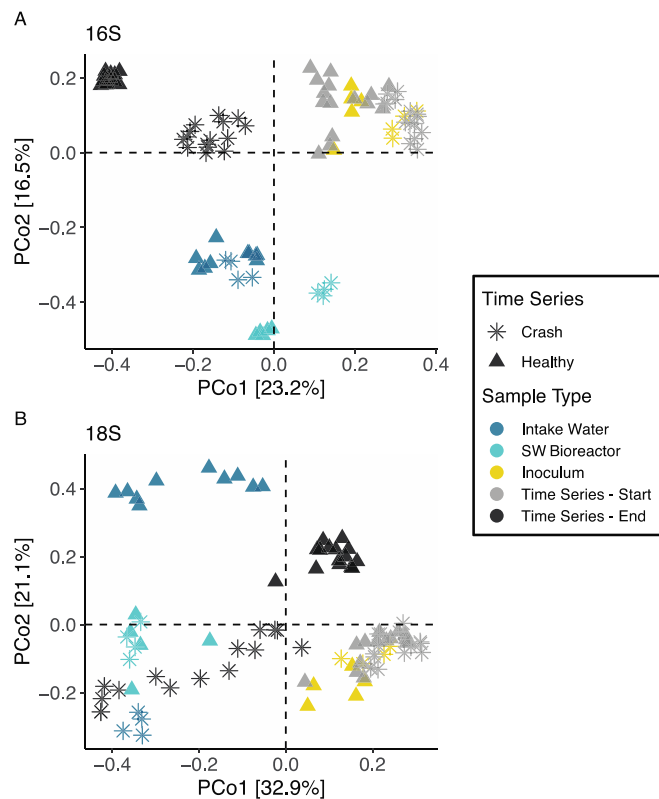 A
16S
0.2
0.0
−0.2
−0.4
PCo2 [16.5%]
−0.4
−0.2
0.0
0.2
0.4
PCo1 [23.2%]
B
18S
0.4
0.2
0.0
−0.2
PCo2 [21.1%]
−0.4
−0.2
0.0
0.2
PCo1 [32.9%]
Time Series
Crash
Healthy
Sample Type
Intake Water
SW Bioreactor
Inoculum
Time Series - Start
Time Series - End